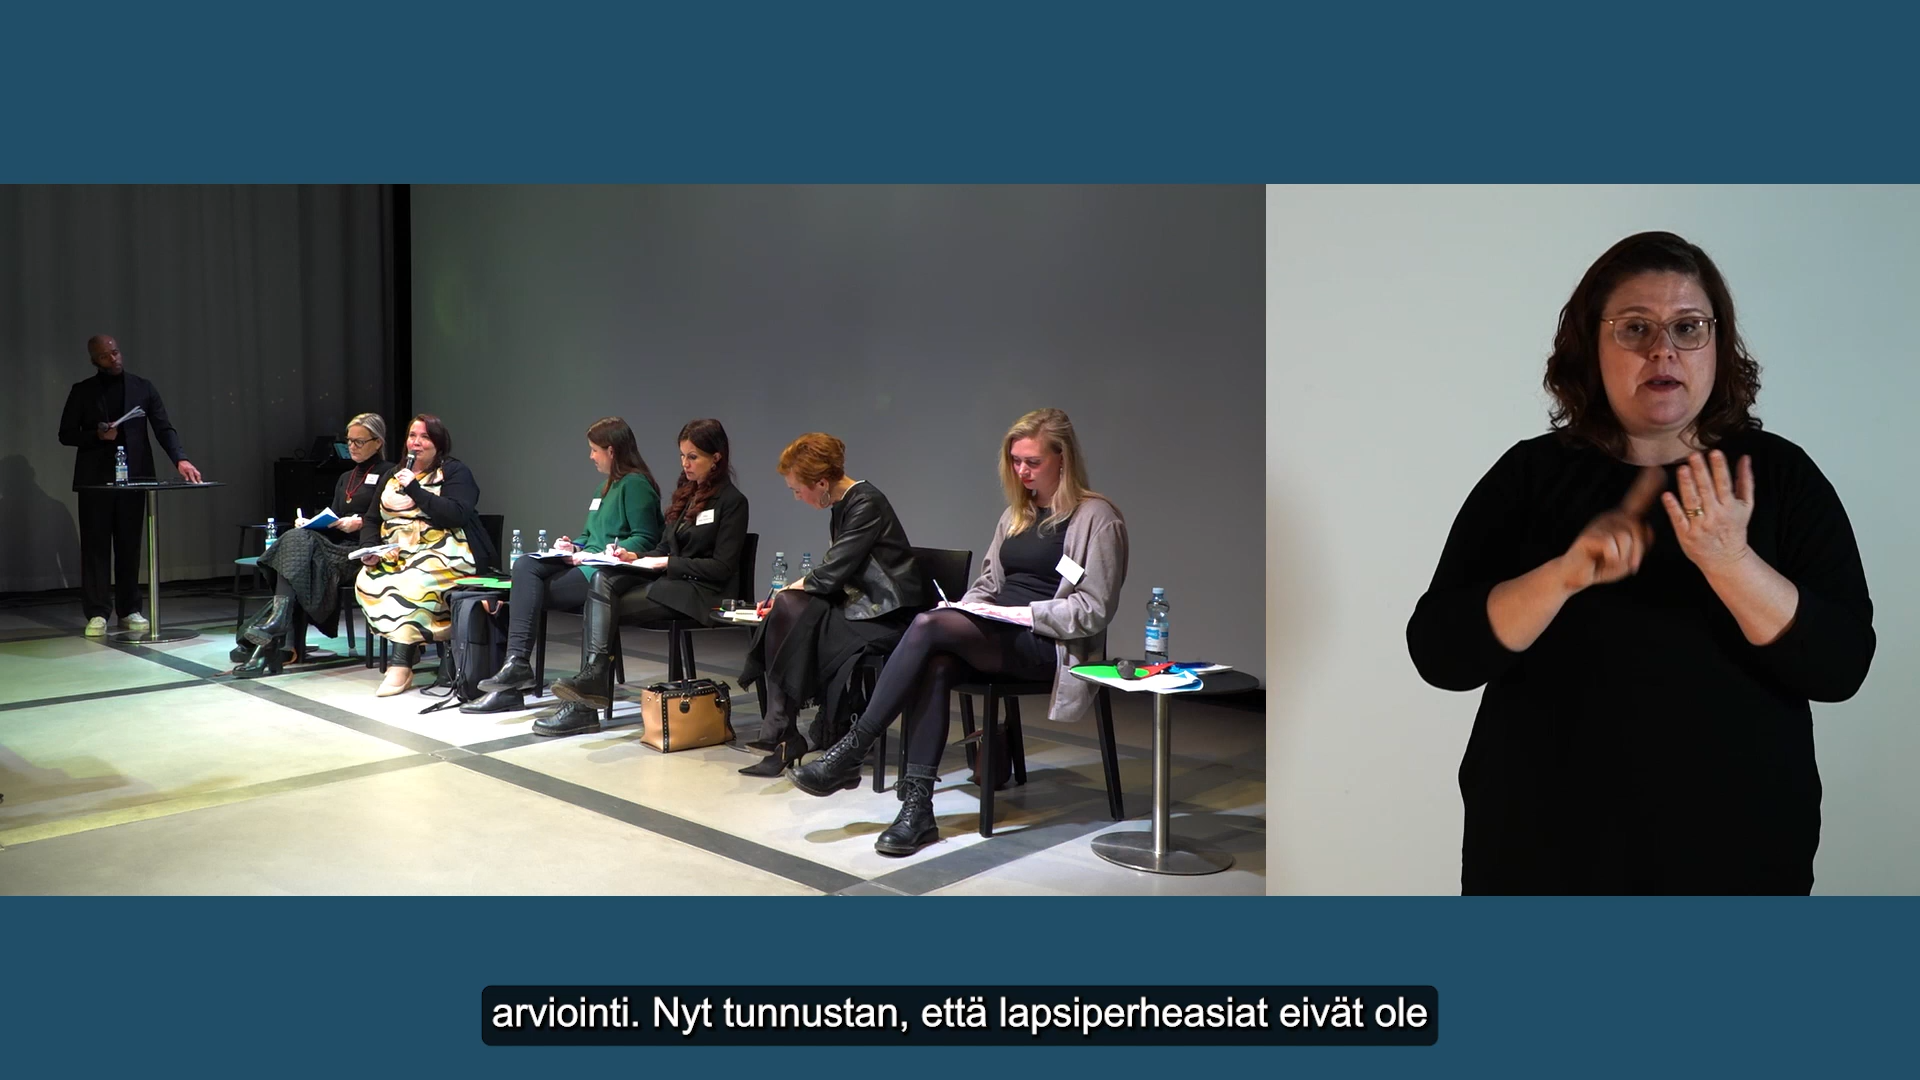 arviointi. Nyt tunnustan, että lapsiperheasiat eivät ole